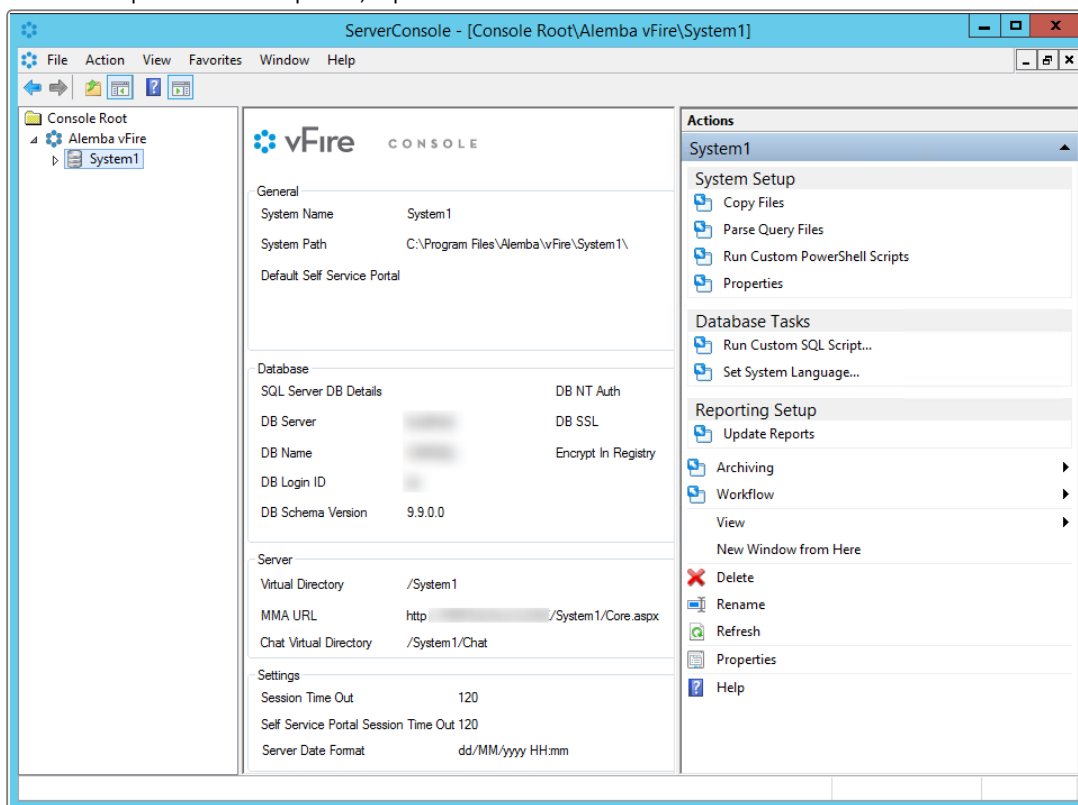 ServerConsole - [Console Root\Alemba vFire\System1]
File Action View Favorites Window Help
Console Root
Alemba vFire
System1
vFire CONSOLE
General
System Name System1
System Path C:\Program Files\Alemba\vFire\System1\
Default Self Service Portal
Database
SQL Server DB Details DB NT Auth
DB Server DB SSL
DB Name Encrypt In Registry
DB Login ID
DB Schema Version 9.9.0.0
Server
Virtual Directory /System1
MMA URL http /System1/Core.aspx
Chat Virtual Directory /System1/Chat
Settings
Session Time Out 120
Self Service Portal Session Time Out 120
Server Date Format dd/MM/yyyy HH:mm
Actions
System1
System Setup
Copy Files
Parse Query Files
Run Custom PowerShell Scripts
Properties
Database Tasks
Run Custom SQL Script...
Set System Language...
Reporting Setup
Update Reports
Archiving
Workflow
View
New Window from Here
Delete
Rename
Refresh
Properties
Help